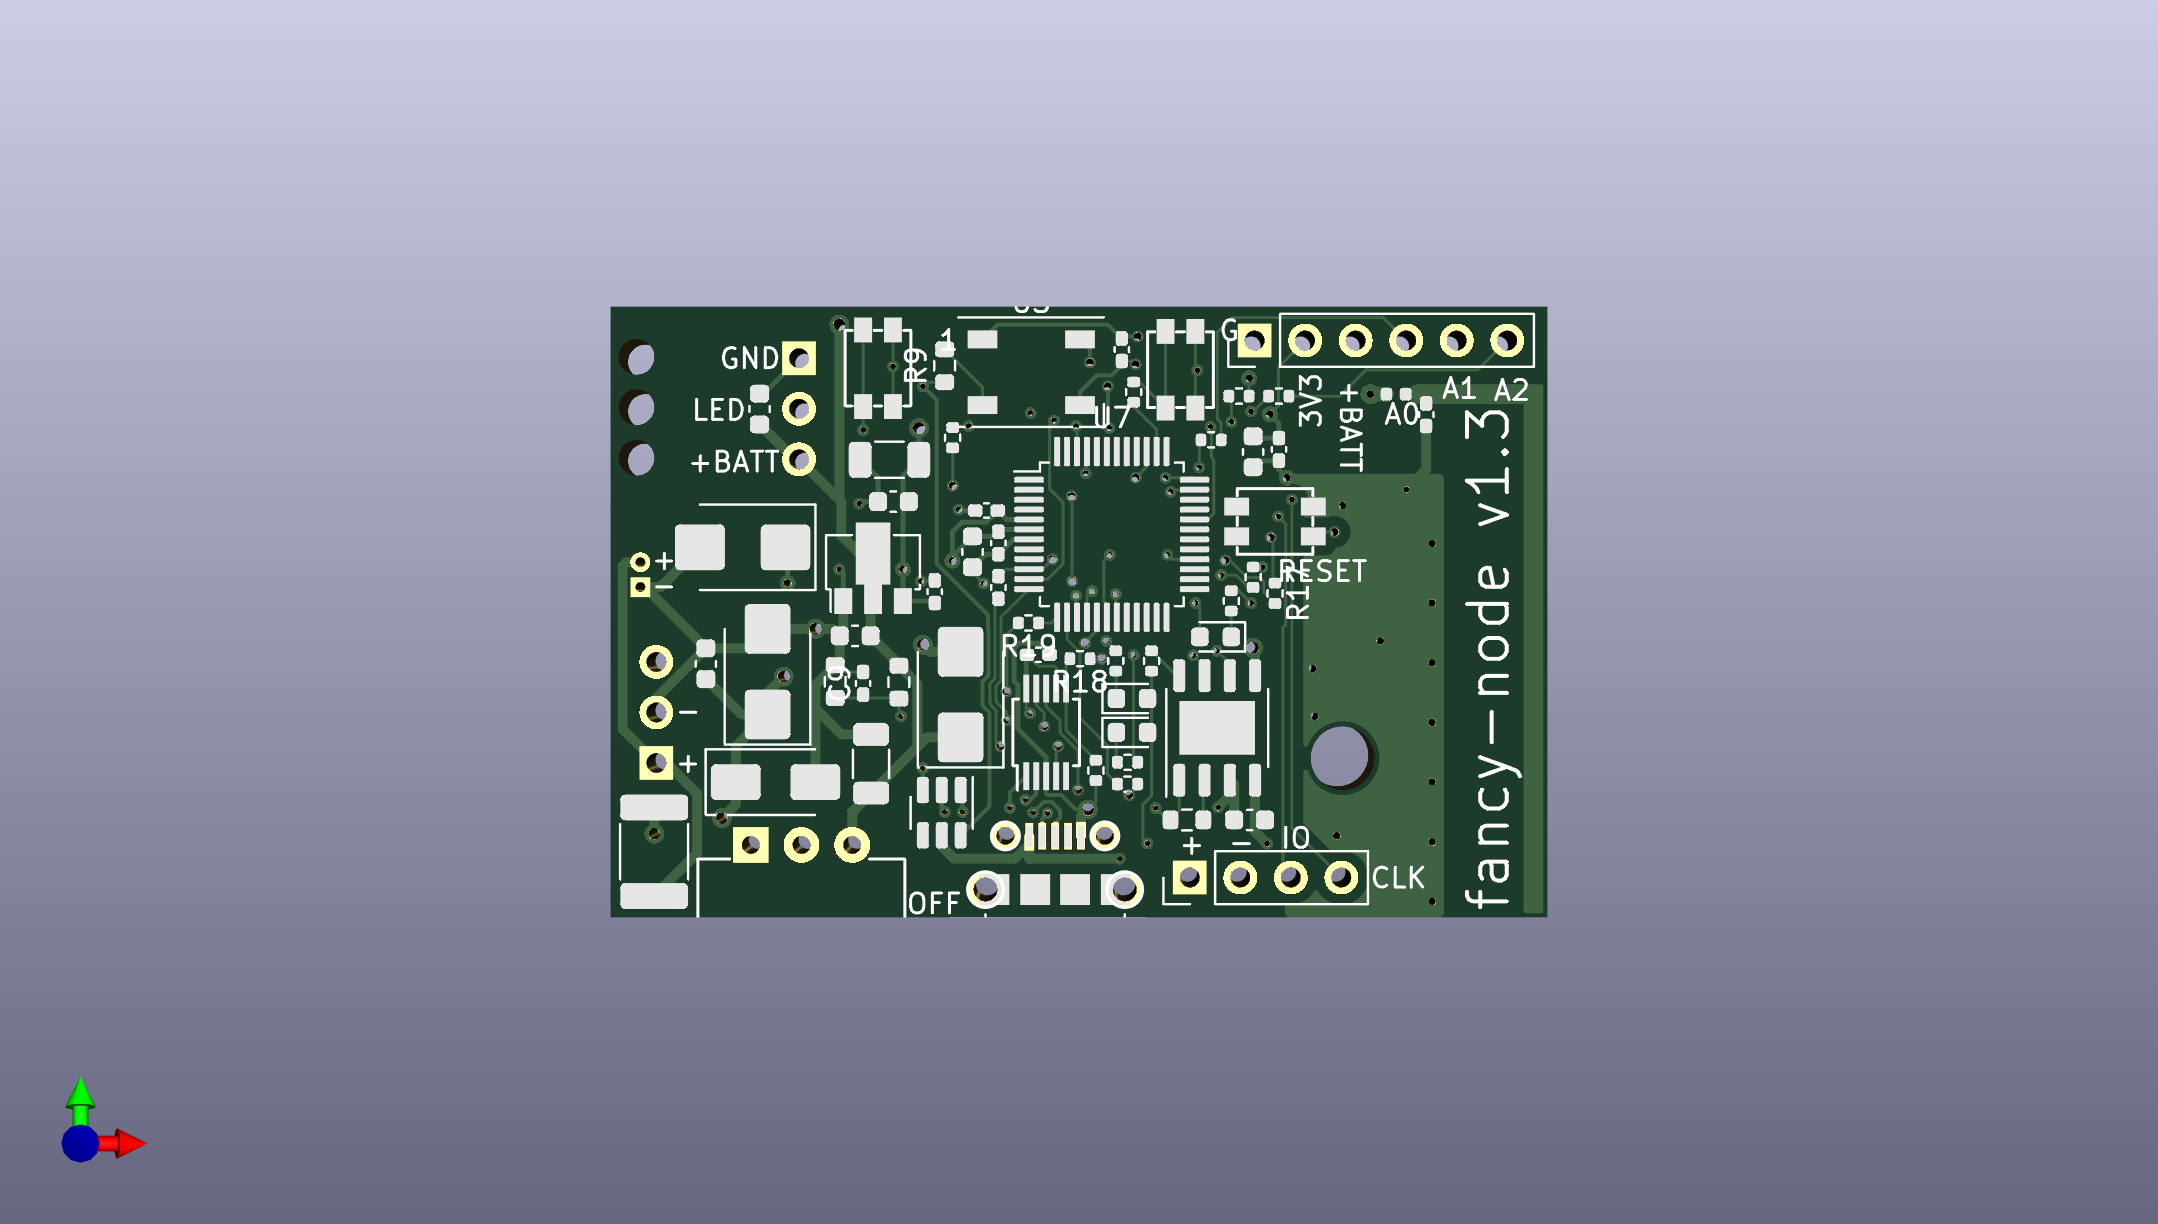 GND
LED
+BATT
R9
1
U7
G
3V3
+BATT
A0
A1
A2
fancy-node v1.3
RESET
R17
+
-
R19
R18
C9
-
+
OFF
+
-
IO
CLK